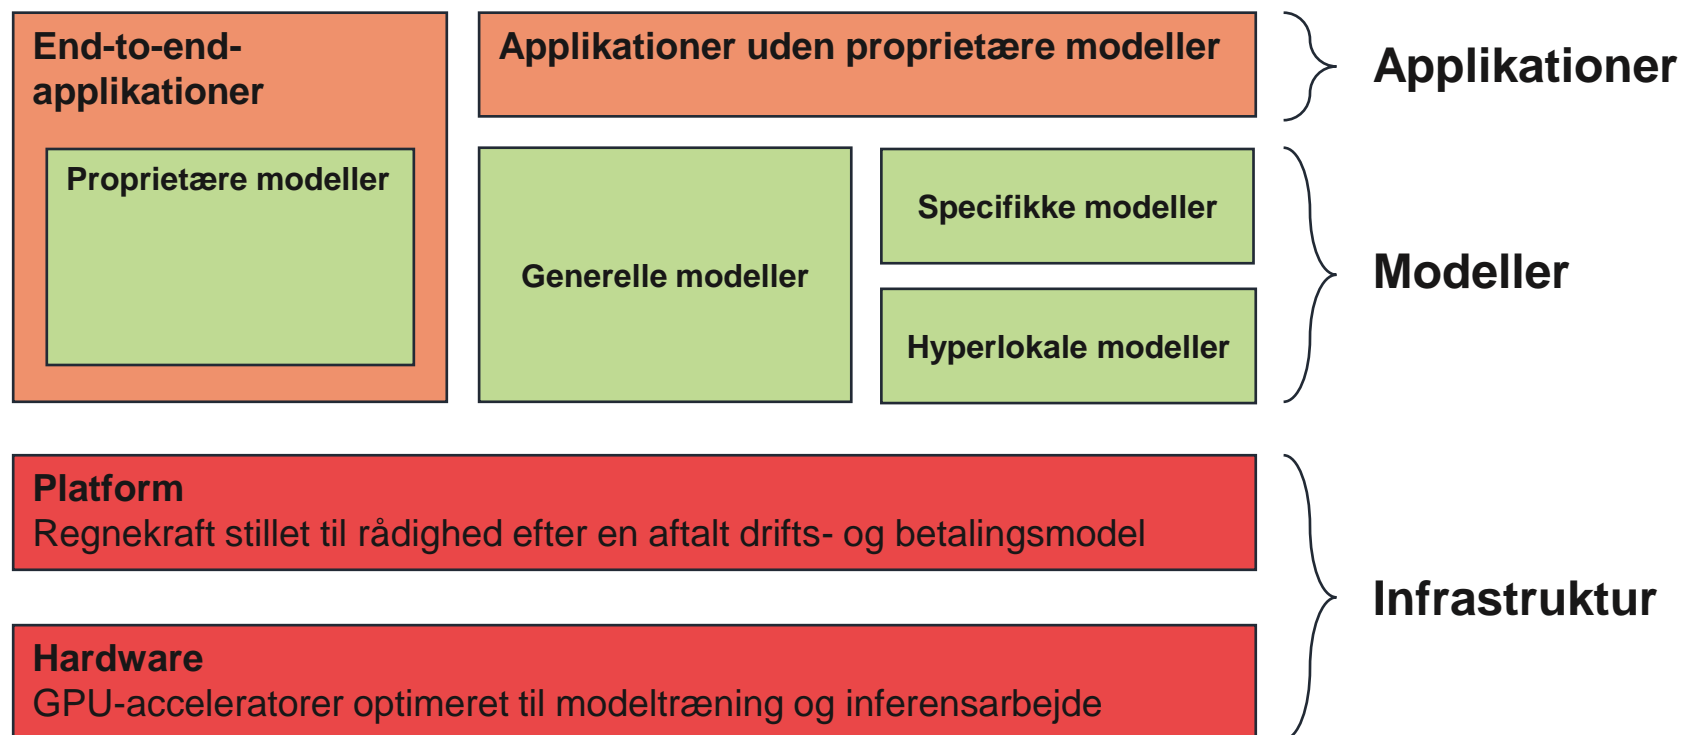 End-to-end-
applikationer
Proprietære modeller
Applikationer uden proprietære modeller
Applikationer
Generelle modeller
Specifikke modeller
Hyperlokale modeller
Modeller
Platform
Regnekraft stillet til rådighed efter en aftalt drifts- og betalingsmodel
Hardware
GPU-acceleratorer optimeret til modeltræning og inferensarbejde
Infrastruktur